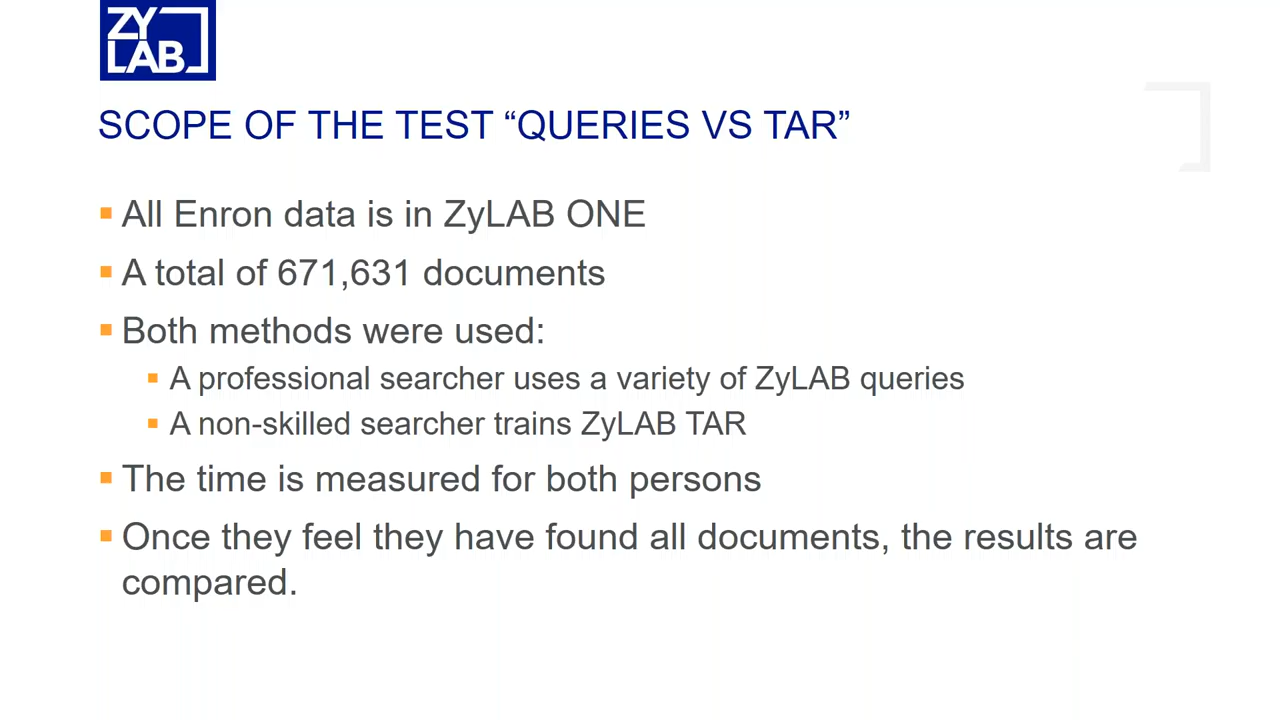 ZY
LAB
SCOPE OF THE TEST “QUERIES VS TAR”
All Enron data is in ZyLAB ONE
A total of 671,631 documents
Both methods were used:
A professional searcher uses a variety of ZyLAB queries
A non-skilled searcher trains ZyLAB TAR
The time is measured for both persons
Once they feel they have found all documents, the results are
compared.